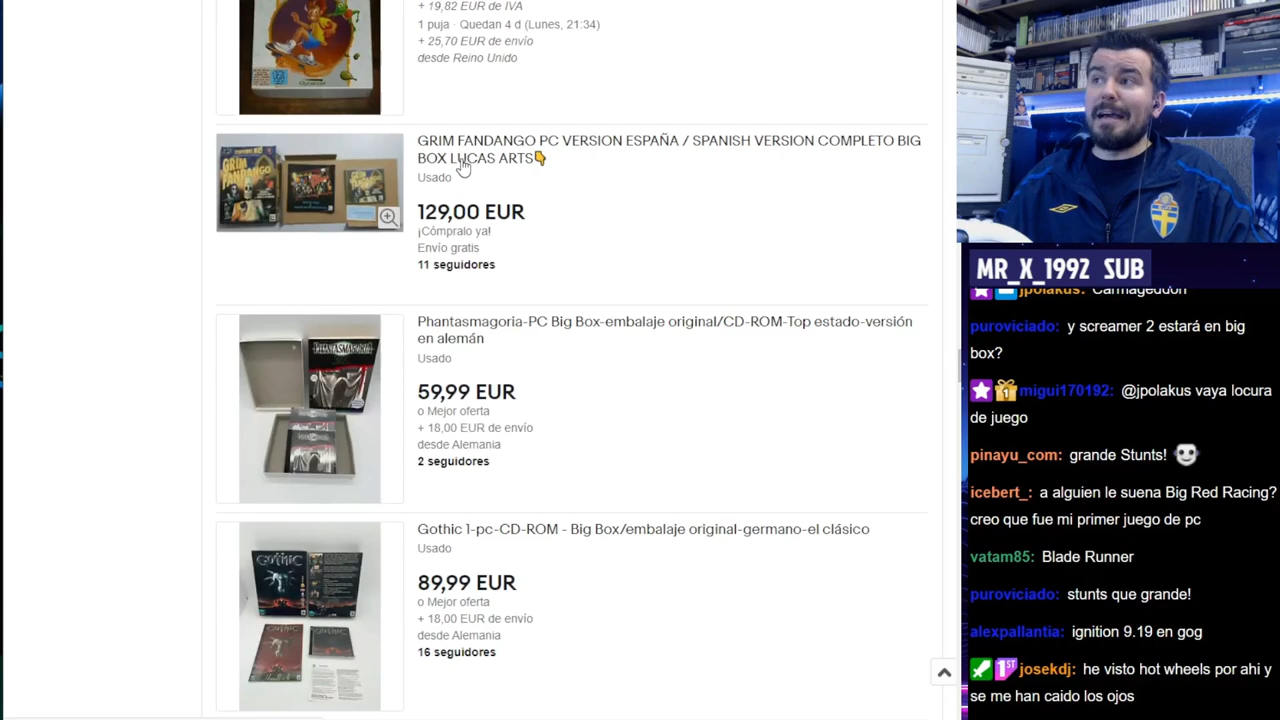 + 19,82 EUR de IVA
1 puja · Quedan 4 d (Lunes, 21:34)
+ 25,70 EUR de envío
desde Reino Unido
GRIM FANDANGO PC VERSION ESPAÑA / SPANISH VERSION COMPLETO BIG
BOX LUCAS ARTS👇
Usado
129,00 EUR
¡Cómpralo ya!
Envío gratis
11 seguidores
GRIM
FANDANGO
Phantasmagoria-PC Big Box-embalaje original/CD-ROM-Top estado-versión
en alemán
Usado
59,99 EUR
o Mejor oferta
+ 18,00 EUR de envío
desde Alemania
2 seguidores
PHANTASMAGORIA
Gothic 1-pc-CD-ROM - Big Box/embalaje original-germano-el clásico
Usado
89,99 EUR
o Mejor oferta
+ 18,00 EUR de envío
desde Alemania
16 seguidores
GOTHIC
MR_X_1992 SUB
jpolakus: Carmageddon
puroviciado: y screamer 2 estará en big
box?
migui170192: @jpolakus vaya locura
de juego
pinayu_com: grande Stunts!
icebert_: a alguien le suena Big Red Racing?
creo que fue mi primer juego de pc
vatam85: Blade Runner
puroviciado: stunts que grande!
alexpallantia: ignition 9.19 en gog
1ST josekdj: he visto hot wheels por ahi y
se me han caido los ojos